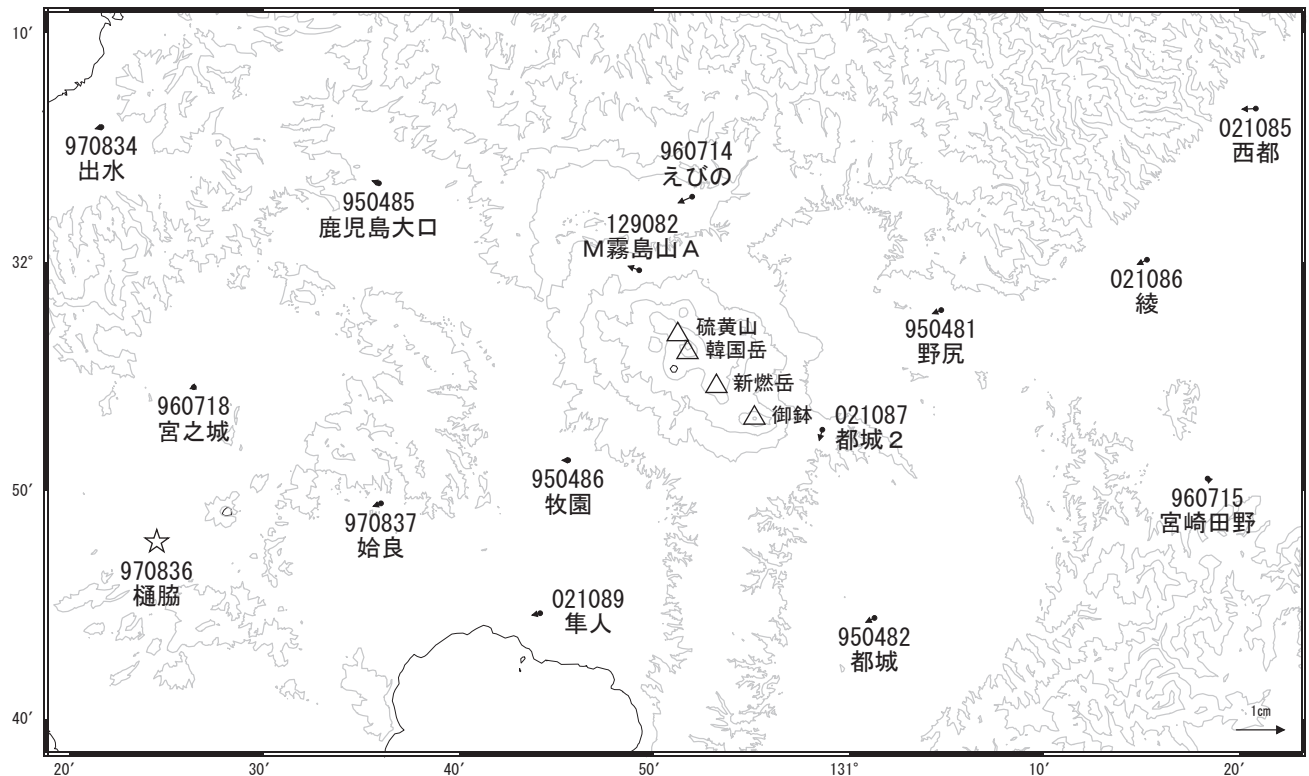 10′
021085
西都
970834
出水
960714
えびの
950485
鹿児島大口
129082
M霧島山A
32°
021086
綾
950481
野尻
硫黄山
韓国岳
新燃岳
御鉢
960718
宮之城
021087
都城2
950486
牧園
50′
960715
宮崎田野
970837
姶良
970836
樋脇
021089
隼人
950482
都城
40′
1cm
20′
30′
40′
50′
131°
10′
20′